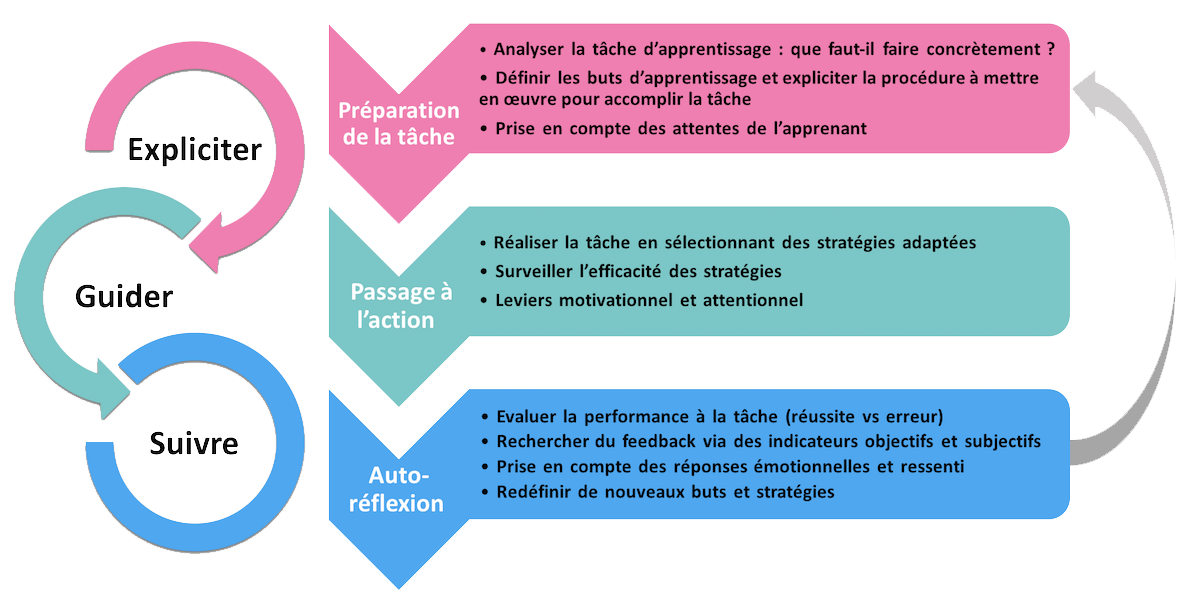 Expliciter
Guider
Suivre
Préparation
de la tâche
• Analyser la tâche d’apprentissage : que faut-il faire concrètement ?
• Définir les buts d’apprentissage et expliciter la procédure à mettre
en œuvre pour accomplir la tâche
• Prise en compte des attentes de l’apprenant
Passage à
l’action
• Réaliser la tâche en sélectionnant des stratégies adaptées
• Surveiller l’efficacité des stratégies
• Leviers motivationnel et attentionnel
Auto-
réflexion
• Evaluer la performance à la tâche (réussite vs erreur)
• Rechercher du feedback via des indicateurs objectifs et subjectifs
• Prise en compte des réponses émotionnelles et ressenti
• Redéfinir de nouveaux buts et stratégies